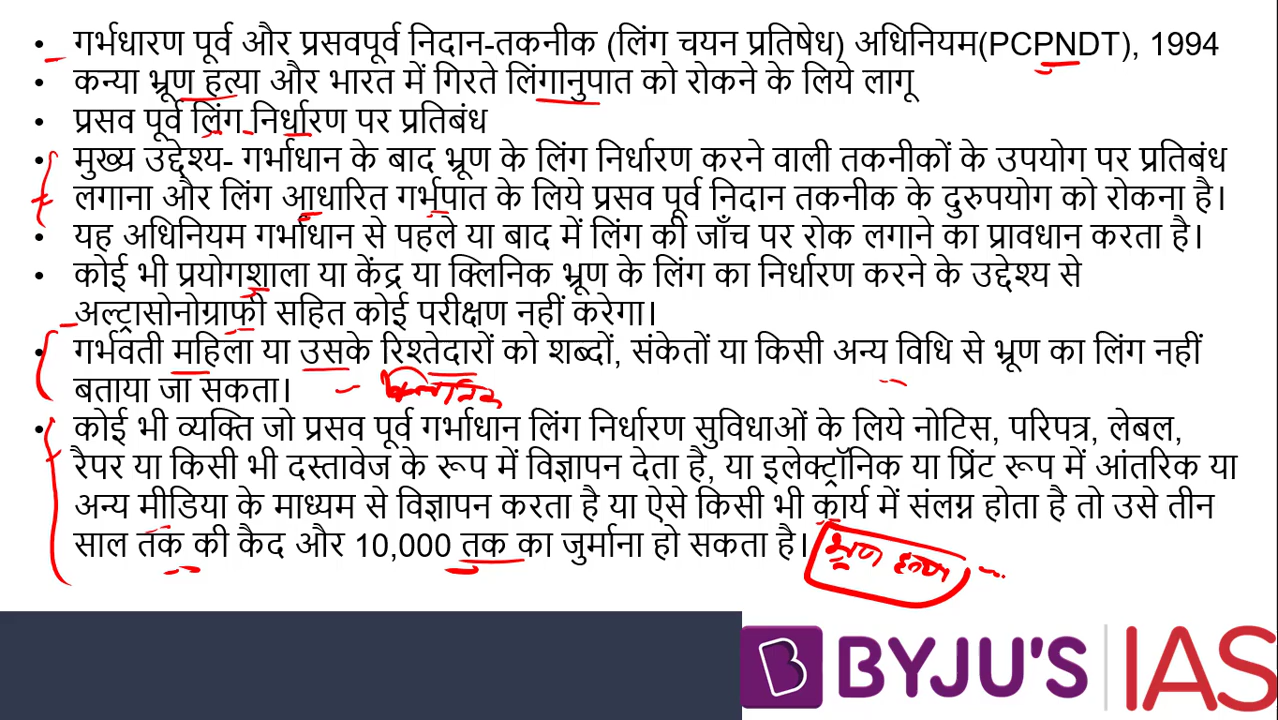 • गर्भधारण पूर्व और प्रसवपूर्व निदान-तकनीक (लिंग चयन प्रतिषेध) अधिनियम(PCPNDT), 1994
• कन्या भ्रूण हत्या और भारत में गिरते लिंगानुपात को रोकने के लिये लागू
• प्रसव पूर्व लिंग निर्धारण पर प्रतिबंध
• मुख्य उद्देश्य- गर्भाधान के बाद भ्रूण के लिंग निर्धारण करने वाली तकनीकों के उपयोग पर प्रतिबंध
लगाना और लिंग आधारित गर्भपात के लिये प्रसव पूर्व निदान तकनीक के दुरुपयोग को रोकना है।
• यह अधिनियम गर्भाधान से पहले या बाद में लिंग की जाँच पर रोक लगाने का प्रावधान करता है।
• कोई भी प्रयोगशाला या केंद्र या क्लिनिक भ्रूण के लिंग का निर्धारण करने के उद्देश्य से
अल्ट्रासोनोग्राफी सहित कोई परीक्षण नहीं करेगा।
• गर्भवती महिला या उसके रिश्तेदारों को शब्दों, संकेतों या किसी अन्य विधि से भ्रूण का लिंग नहीं
बताया जा सकता।
• कोई भी व्यक्ति जो प्रसव पूर्व गर्भाधान लिंग निर्धारण सुविधाओं के लिये नोटिस, परिपत्र, लेबल,
रैपर या किसी भी दस्तावेज के रूप में विज्ञापन देता है, या इलेक्ट्रॉनिक या प्रिंट रूप में आंतरिक या
अन्य मीडिया के माध्यम से विज्ञापन करता है या ऐसे किसी भी कार्य में संलग्न होता है तो उसे तीन
साल तक की कैद और 10,000 तक का जुर्माना हो सकता है।
भ्रूण हत्या
BYJU'S IAS